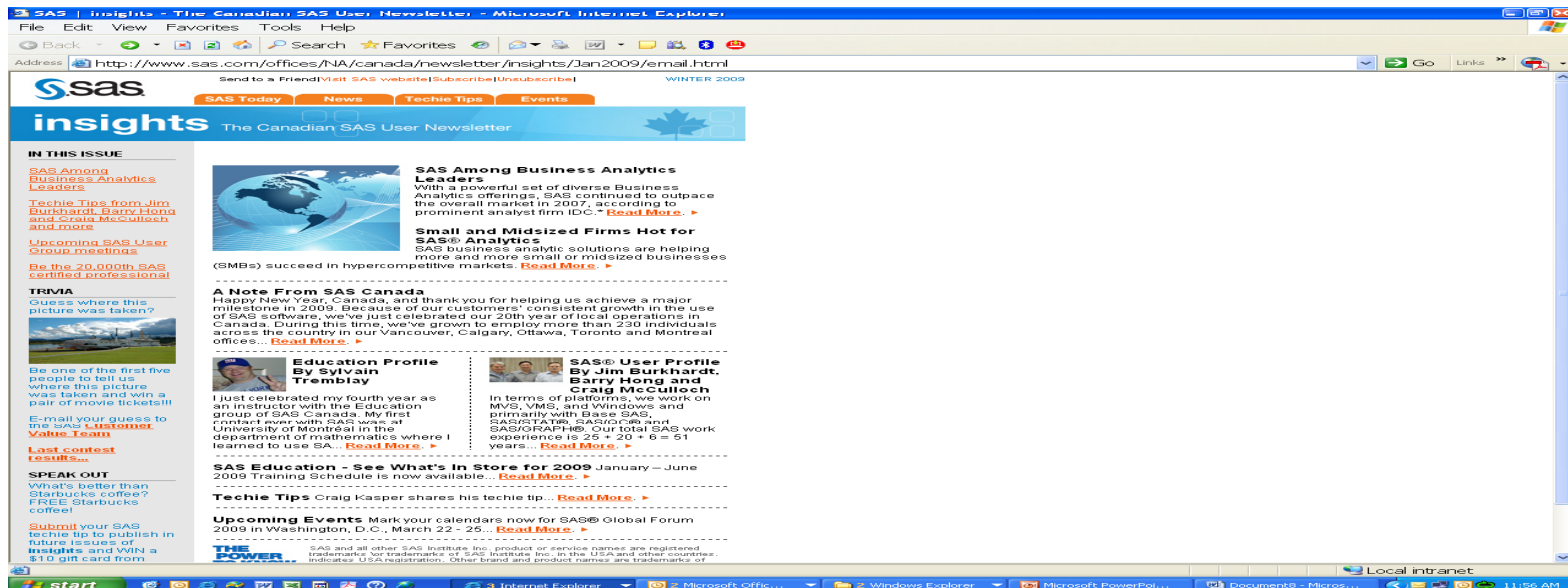 SAS | insights - The Canadian SAS User Newsletter - Microsoft Internet Explorer
File Edit View Favorites Tools Help
Back Search Favorites
Address http://www.sas.com/offices/NA/canada/newsletter/insights/Jan2009/email.html Go Links »
Send to a Friend|Visit SAS website|Subscribe|Unsubscribe| WINTER 2009
sas
SAS Today News Techie Tips Events
insights The Canadian SAS User Newsletter
IN THIS ISSUE
SAS Among
Business Analytics
Leaders
Techie Tips from Jim
Burkhardt, Barry Hong
and Craig McCulloch
and more
Upcoming SAS User
Group meetings
Be the 20,000th SAS
certified professional
TRIVIA
Guess where this
picture was taken?
Be one of the first five
people to tell us
where this picture
was taken and win a
pair of movie tickets!!!
E-mail your guess to
the SAS Customer
Value Team
Last contest
results...
SPEAK OUT
What's better than
Starbucks coffee?
FREE Starbucks
coffee!
Submit your SAS
techie tip to publish in
future issues of
insights and WIN a
$10 gift card from
SAS Among Business Analytics
Leaders
With a powerful set of diverse Business
Analytics offerings, SAS continued to outpace
the overall market in 2007, according to
prominent analyst firm IDC.* Read More. ►
Small and Midsized Firms Hot for
SAS® Analytics
SAS business analytic solutions are helping
more and more small or midsized businesses
(SMBs) succeed in hypercompetitive markets. Read More. ►
A Note From SAS Canada
Happy New Year, Canada, and thank you for helping us achieve a major
milestone in 2009. Because of our customers' consistent growth in the use
of SAS software, we've just celebrated our 20th year of local operations in
Canada. During this time, we've grown to employ more than 230 individuals
across the country in our Vancouver, Calgary, Ottawa, Toronto and Montreal
offices... Read More. ►
Education Profile
By Sylvain
Tremblay
I just celebrated my fourth year as
an instructor with the Education
group of SAS Canada. My first
contact ever with SAS was at
University of Montréal in the
department of mathematics where I
learned to use SA... Read More. ►
SAS® User Profile
By Jim Burkhardt,
Barry Hong and
Craig McCulloch
In terms of platforms, we work on
MVS, VMS, and Windows and
primarily with Base SAS,
SAS/STAT®, SAS/QC® and
SAS/GRAPH®. Our total SAS work
experience is 25 + 20 + 6 = 51
years... Read More. ►
SAS Education - See What's In Store for 2009 January – June
2009 Training Schedule is now available... Read More. ►
Techie Tips Craig Kasper shares his techie tip... Read More. ►
Upcoming Events Mark your calendars now for SAS® Global Forum
2009 in Washington, D.C., March 22 - 25... Read More. ►
THE
POWER
TO KNOW
SAS and all other SAS Institute Inc. product or service names are registered
trademarks or trademarks of SAS Institute Inc. in the USA and other countries.
indicates USA registration. Other brand and product names are trademarks of
Local intranet
start 3 Internet Explorer 2 Microsoft Offic... 2 Windows Explorer Microsoft PowerPoi... Document8 - Micros... 11:56 AM